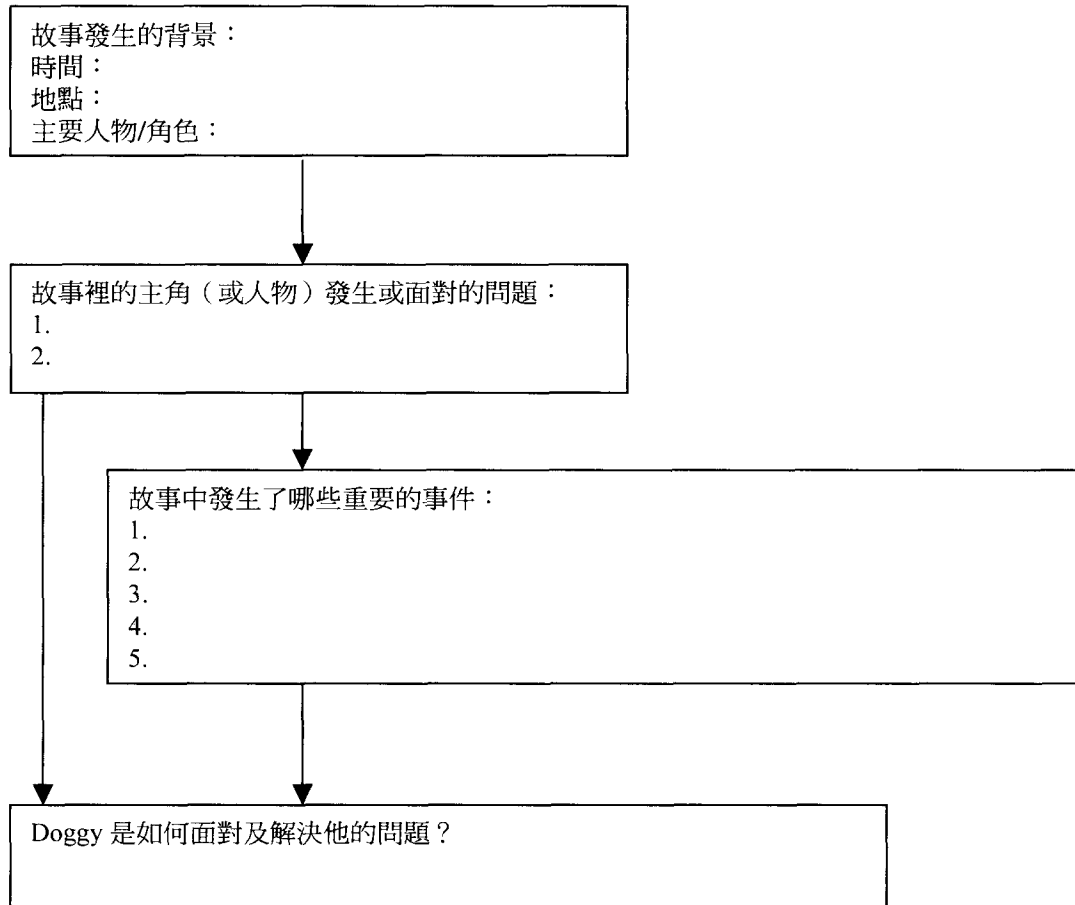 故事發生的背景：
時間：
地點：
主要人物/角色：
故事裡的主角（或人物）發生或面對的問題：
1.
2.
故事中發生了哪些重要的事件：
1.
2.
3.
4.
5.
Doggy 是如何面對及解決他的問題？